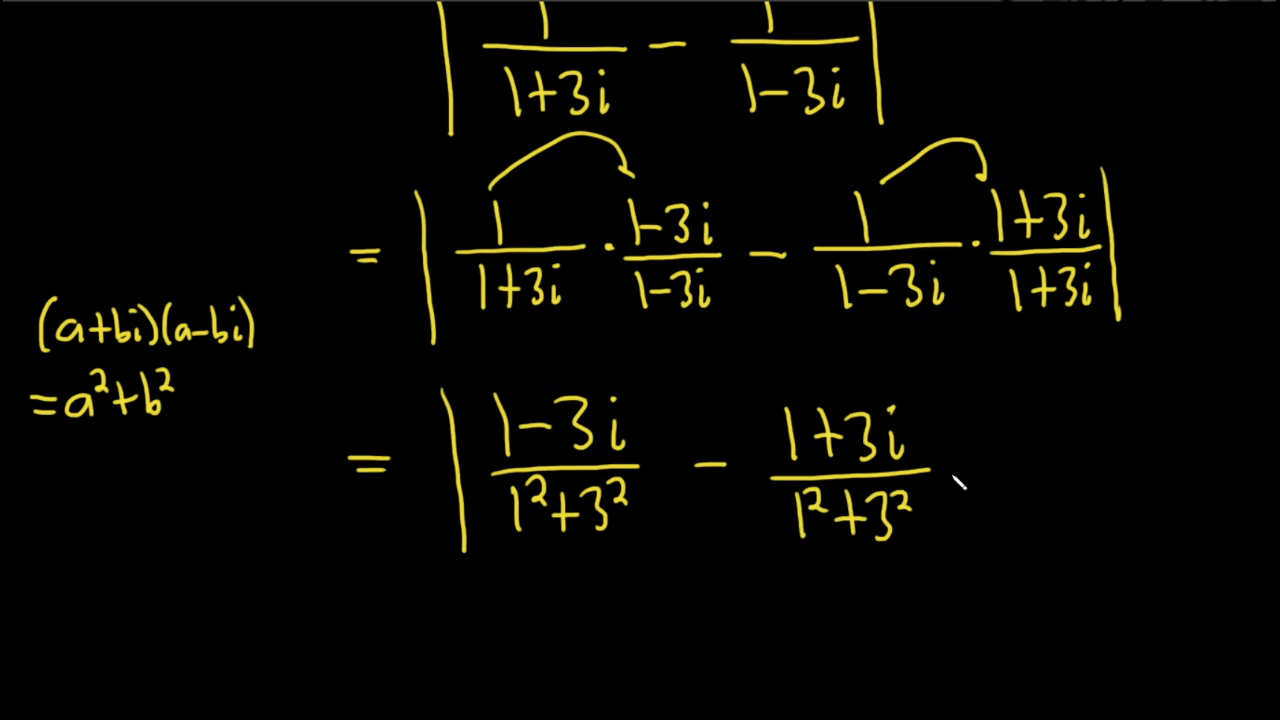 | 1/(1+3i) − 1/(1−3i) |
= | 1/(1+3i) · (1−3i)/(1−3i) − 1/(1−3i) · (1+3i)/(1+3i) |
(a+bi)(a−bi)
= a²+b²
= | (1−3i)/(1²+3²) − (1+3i)/(1²+3²)